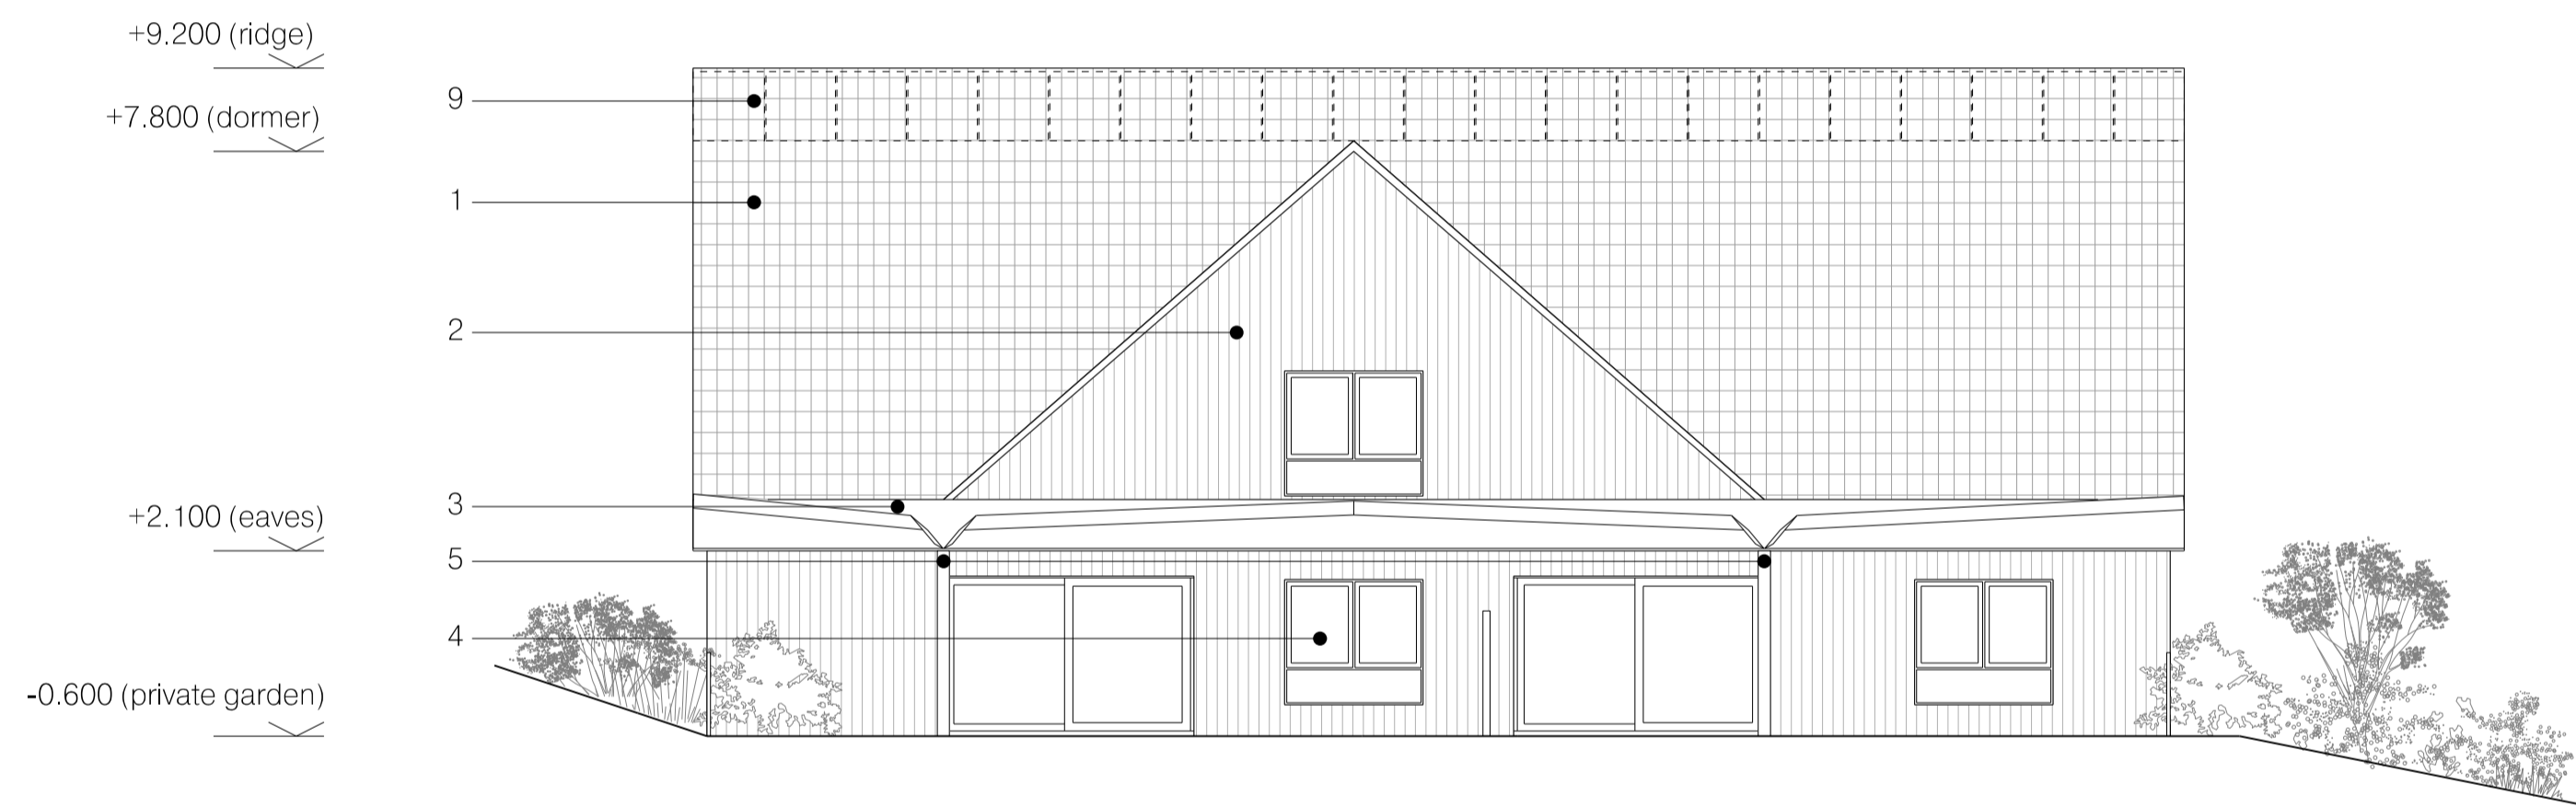 +9.200 (ridge)
9
+7.800 (dormer)
1
2
3
+2.100 (eaves)
5
4
-0.600 (private garden)